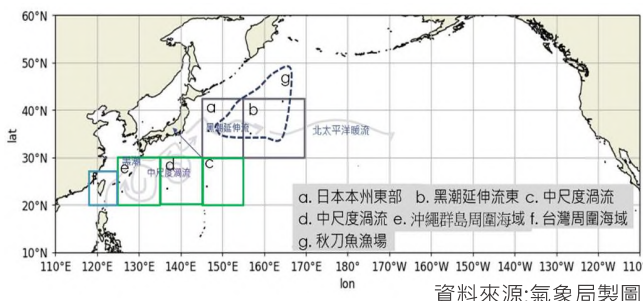 60°N
50°N
40°N
30°N
20°N
10°N
lat
g
a
b
黑潮延伸流
北太平洋暖流
黑潮
中尺度渦流
e
d
c
a. 日本本州東部 b. 黑潮延伸流東 c. 中尺度渦流
d. 中尺度渦流 e. 沖繩群島周圍海域 f. 台灣周圍海域
g. 秋刀魚漁場
110°E 120°E 130°E 140°E 150°E 160°E 170°E 180° 170°W 160°W 150°W 140°W 130°W 120°W 110
lon
資料來源:氣象局製圖